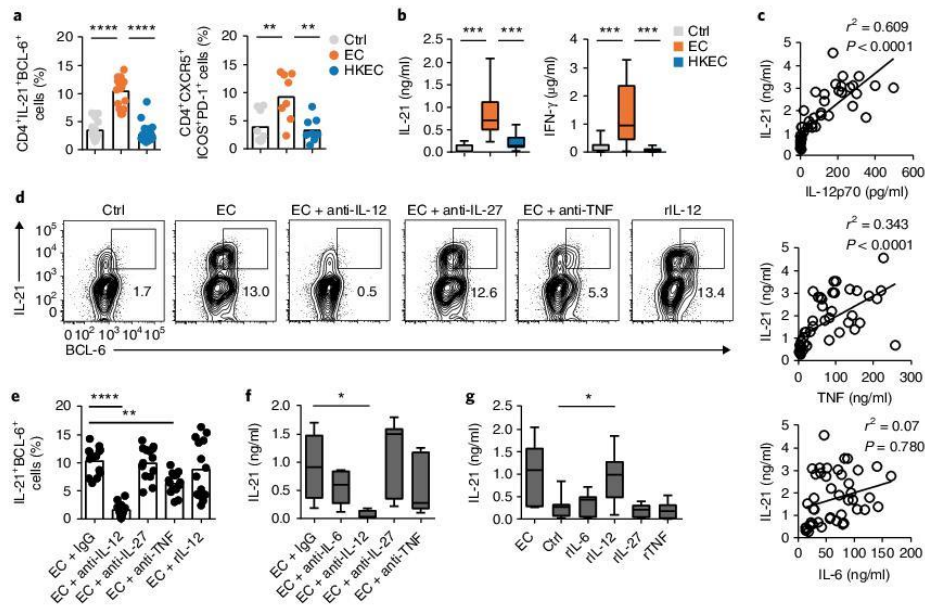 a
**** ****
CD4+IL-21+BCL-6+
cells (%)
20
15
10
5
0
** **
CD4+CXCR5+
ICOS+PD-1+ cells (%)
20
15
10
5
0
Ctrl
EC
HKEC
b
*** ***
IL-21 (ng/ml)
2.5
2.0
1.5
1.0
0.5
0.0
*** ***
IFN-γ (µg/ml)
3
2
1
0
Ctrl
EC
HKEC
c
r² = 0.609
P < 0.0001
IL-21 (ng/ml)
5
4
3
2
1
0
0 200 400 600
IL-12p70 (pg/ml)
r² = 0.343
P < 0.0001
IL-21 (ng/ml)
5
4
3
2
1
0
0 100 200 300
TNF (ng/ml)
r² = 0.07
P = 0.780
IL-21 (ng/ml)
5
4
3
2
1
0
0 50 100 150 200
IL-6 (ng/ml)
d
Ctrl EC EC + anti-IL-12 EC + anti-IL-27 EC + anti-TNF rIL-12
IL-21
10⁵
10⁴
10³
10²
0
1.7 13.0 0.5 12.6 5.3 13.4
0 10² 10³ 10⁴ 10⁵
BCL-6
e
****
**
IL-21+BCL-6+
cells (%)
20
15
10
5
0
EC + IgG
EC + anti-IL-12
EC + anti-IL-27
EC + anti-TNF
EC + rIL-12
f
*
IL-21 (ng/ml)
2.0
1.5
1.0
0.5
0.0
EC + IgG
EC + anti-IL-6
EC + anti-IL-12
EC + anti-IL-27
EC + anti-TNF
g
*
IL-21 (ng/ml)
2.5
2.0
1.5
1.0
0.5
0.0
EC
Ctrl
rIL-6
rIL-12
rIL-27
rTNF